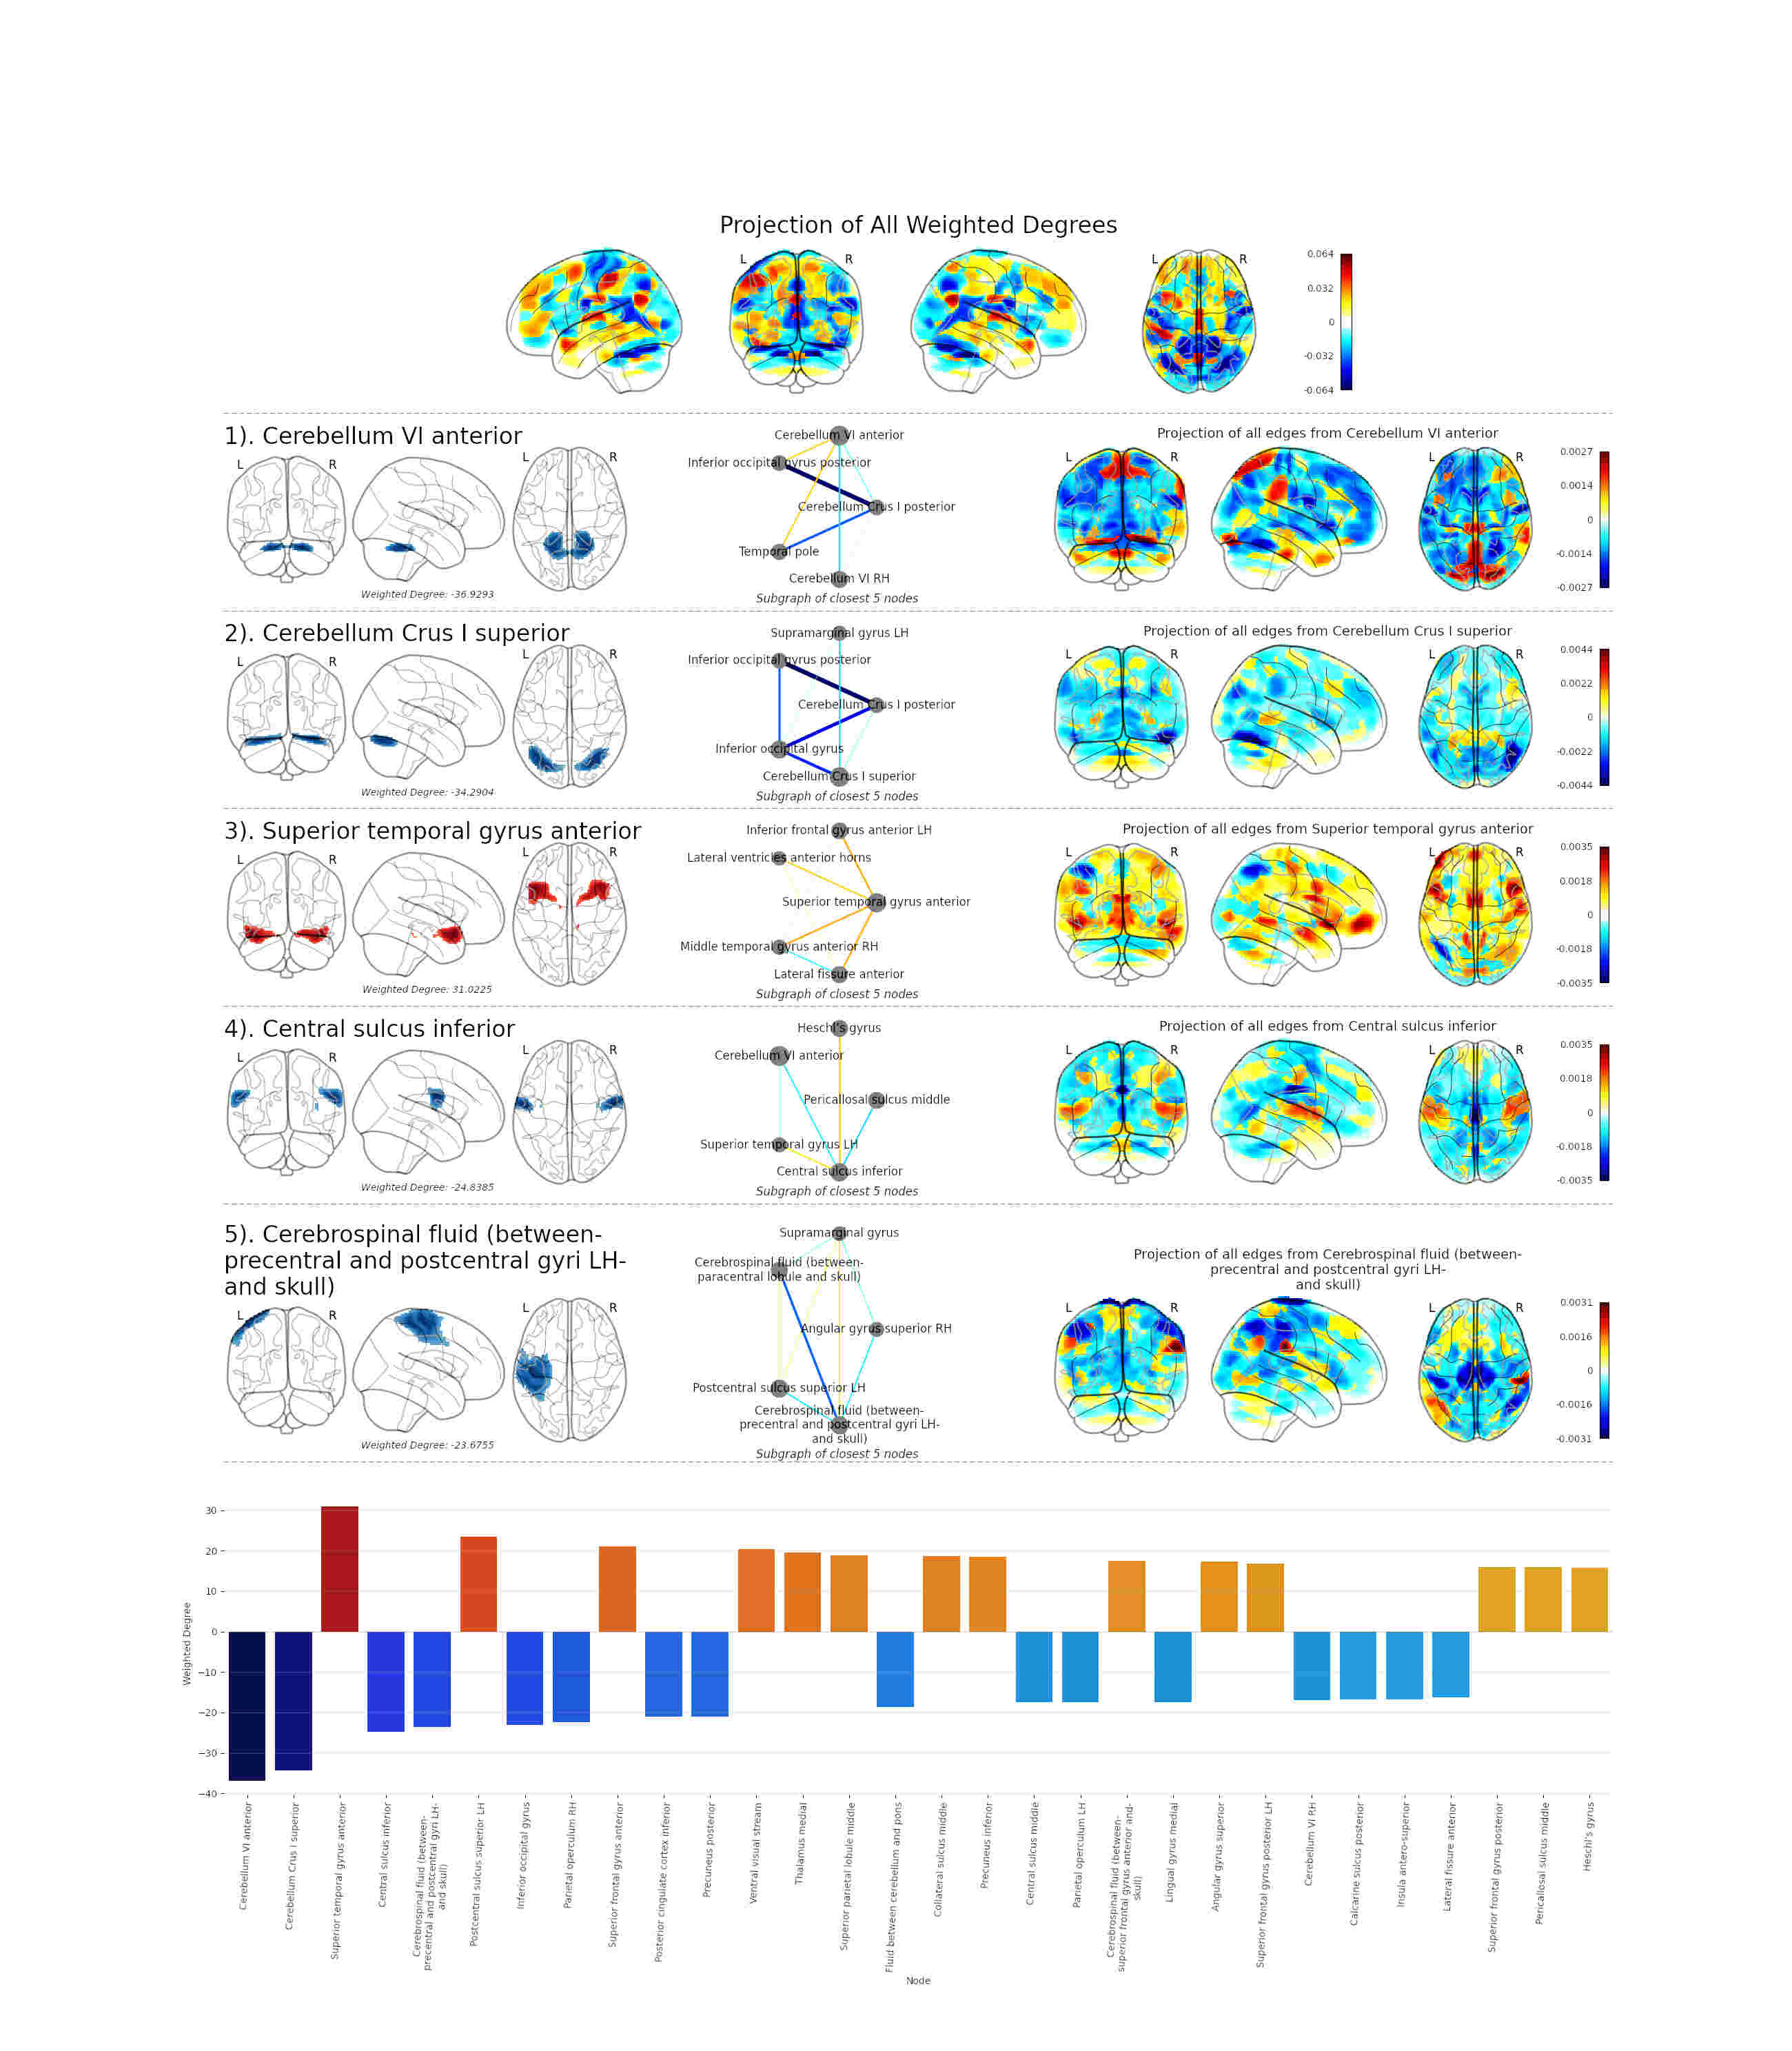 Projection of All Weighted Degrees
L R L R
0.064
0.032
0
-0.032
-0.064
1). Cerebellum VI anterior
L R L R
Weighted Degree: -36.9293
Cerebellum VI anterior
Inferior occipital gyrus posterior
Cerebellum Crus I posterior
Temporal pole
Cerebellum VI RH
Subgraph of closest 5 nodes
Projection of all edges from Cerebellum VI anterior
L R L R
0.0027
0.0014
0
-0.0014
-0.0027
2). Cerebellum Crus I superior
L R L R
Weighted Degree: -34.2904
Supramarginal gyrus LH
Inferior occipital gyrus posterior
Cerebellum Crus I posterior
Inferior occipital gyrus
Cerebellum Crus I superior
Subgraph of closest 5 nodes
Projection of all edges from Cerebellum Crus I superior
L R L R
0.0044
0.0022
0
-0.0022
-0.0044
3). Superior temporal gyrus anterior
L R L R
Weighted Degree: 31.0225
Inferior frontal gyrus anterior LH
Lateral ventricles anterior horns
Superior temporal gyrus anterior
Middle temporal gyrus anterior RH
Lateral fissure anterior
Subgraph of closest 5 nodes
Projection of all edges from Superior temporal gyrus anterior
L R L R
0.0035
0.0018
0
-0.0018
-0.0035
4). Central sulcus inferior
L R L R
Weighted Degree: -24.8385
Heschl's gyrus
Cerebellum VI anterior
Pericallosal sulcus middle
Superior temporal gyrus LH
Central sulcus inferior
Subgraph of closest 5 nodes
Projection of all edges from Central sulcus inferior
L R L R
0.0035
0.0018
0
-0.0018
-0.0035
5). Cerebrospinal fluid (between-
precentral and postcentral gyri LH-
and skull)
L R L R
Weighted Degree: -23.6755
Supramarginal gyrus
Cerebrospinal fluid (between-
paracentral lobule and skull)
Angular gyrus superior RH
Postcentral sulcus superior LH
Cerebrospinal fluid (between-
precentral and postcentral gyri LH-
and skull)
Subgraph of closest 5 nodes
Projection of all edges from Cerebrospinal fluid (between-
precentral and postcentral gyri LH-
and skull)
L R L R
0.0031
0.0016
0
-0.0016
-0.0031
Weighted Degree
30
20
10
0
−10
−20
−30
−40
Cerebellum VI anterior
Cerebellum Crus I superior
Superior temporal gyrus anterior
Central sulcus inferior
Cerebrospinal fluid (between-
precentral and postcentral gyri LH-
and skull)
Postcentral sulcus superior LH
Inferior occipital gyrus
Parietal operculum RH
Superior frontal gyrus anterior
Posterior cingulate cortex inferior
Precuneus posterior
Ventral visual stream
Thalamus medial
Superior parietal lobule middle
Fluid between cerebellum and pons
Collateral sulcus middle
Precuneus inferior
Central sulcus middle
Parietal operculum LH
Cerebrospinal fluid (between-
superior frontal gyrus anterior and-
skull)
Lingual gyrus medial
Angular gyrus superior
Superior frontal gyrus posterior LH
Cerebellum VI RH
Calcarine sulcus posterior
Insula antero-superior
Lateral fissure anterior
Superior frontal gyrus posterior
Pericallosal sulcus middle
Heschl's gyrus
Node